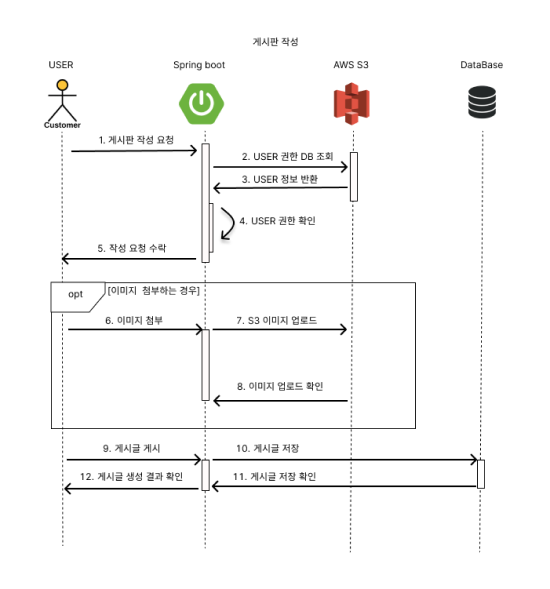 게시판 작성
USER
Spring boot
AWS S3
DataBase
Customer
1. 게시판 작성 요청
2. USER 권한 DB 조회
3. USER 정보 반환
4. USER 권한 확인
5. 작성 요청 수락
opt
[이미지 첨부하는 경우]
6. 이미지 첨부
7. S3 이미지 업로드
8. 이미지 업로드 확인
9. 게시글 게시
10. 게시글 저장
11. 게시글 저장 확인
12. 게시글 생성 결과 확인